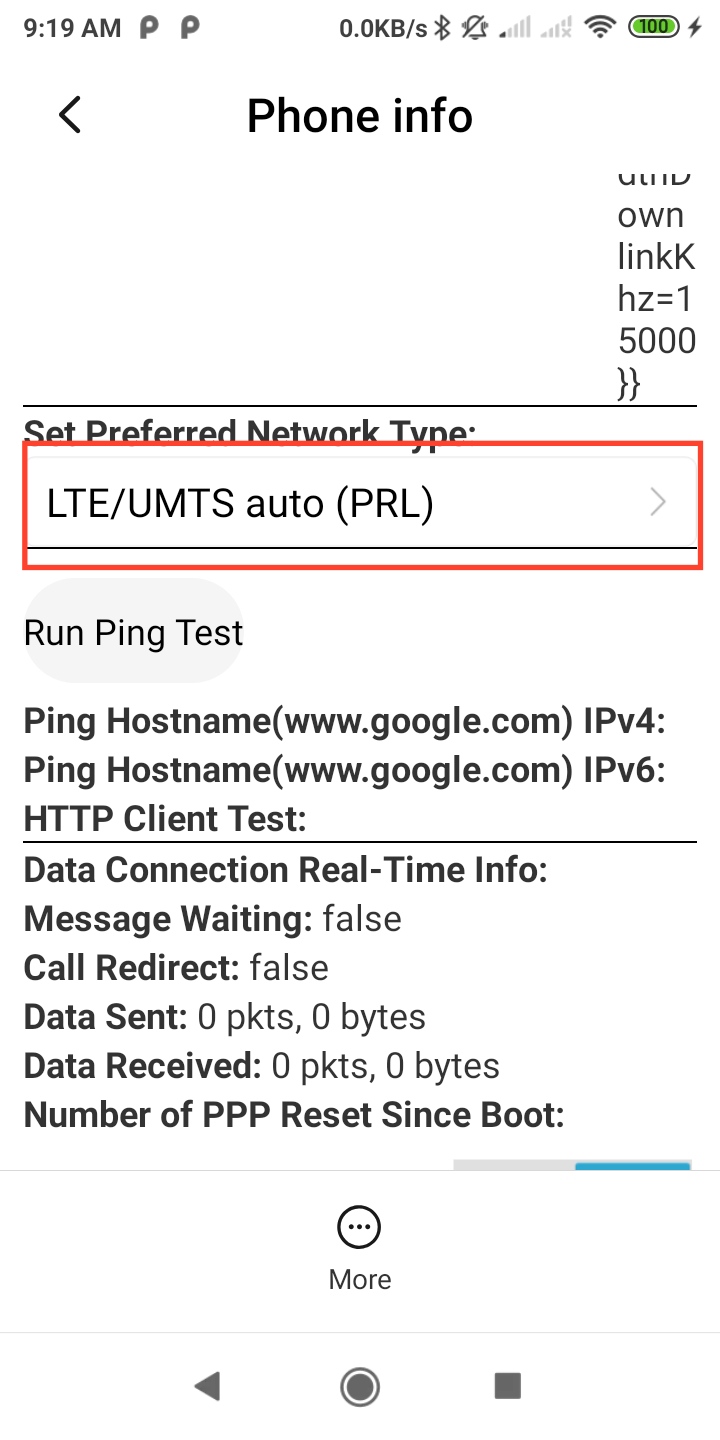 9:19 AM 0.0KB/s 100
Phone info
own
linkK
hz=1
5000
}}
Set Preferred Network Type:
LTE/UMTS auto (PRL)
Run Ping Test
Ping Hostname(www.google.com) IPv4:
Ping Hostname(www.google.com) IPv6:
HTTP Client Test:
Data Connection Real-Time Info:
Message Waiting: false
Call Redirect: false
Data Sent: 0 pkts, 0 bytes
Data Received: 0 pkts, 0 bytes
Number of PPP Reset Since Boot:
More